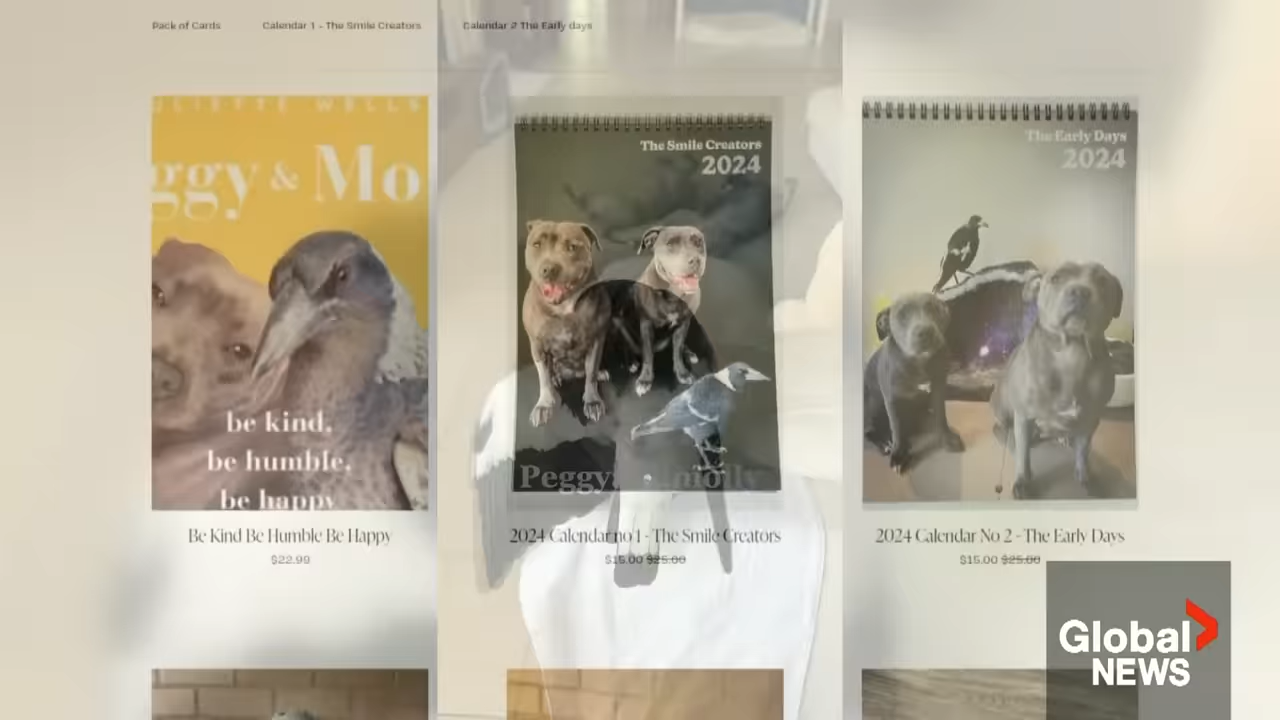 Pack of Cards
Calendar 1 - The Smile Creators
Calendar 2 The Early days
ggy & Mo
be kind,
be humble,
be happy
The Smile Creators
2024
The Early Days
2024
Be Kind Be Humble Be Happy
$22.99
2024 Calendar no 1 - The Smile Creators
$15.00 $25.00
2024 Calendar No 2 - The Early Days
$15.00 $25.00
Global
NEWS